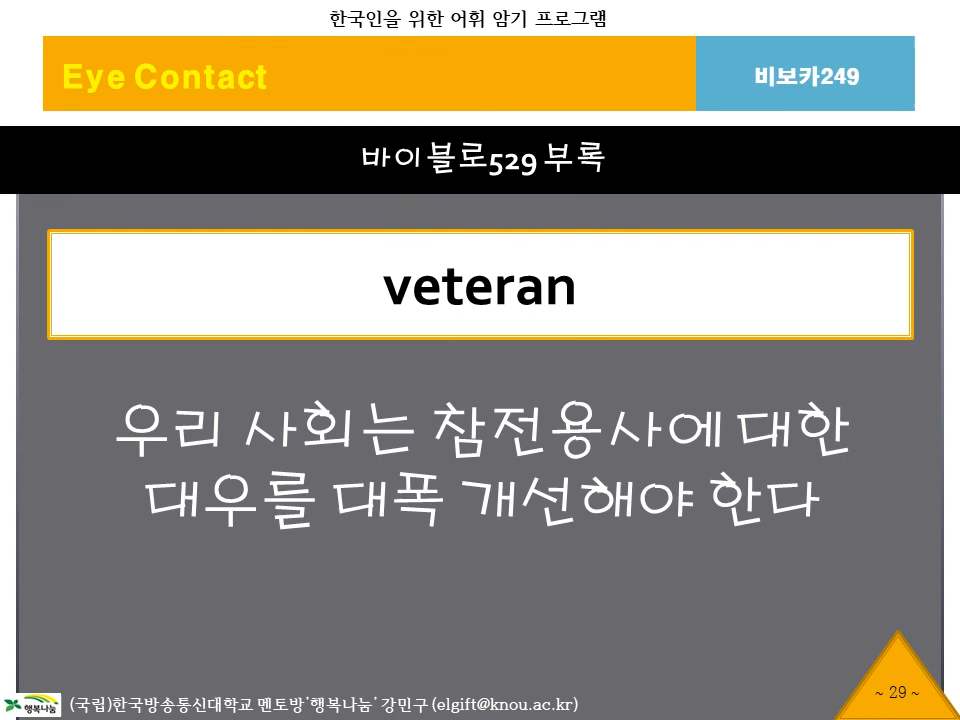 한국인을 위한 어휘 암기 프로그램
Eye Contact
비보카249
바이블로529 부록
veteran
우리 사회는 참전용사에 대한
대우를 대폭 개선해야 한다
~ 29 ~
행복나눔
(국립)한국방송통신대학교 멘토방'행복나눔' 강민구 (elgift@knou.ac.kr)